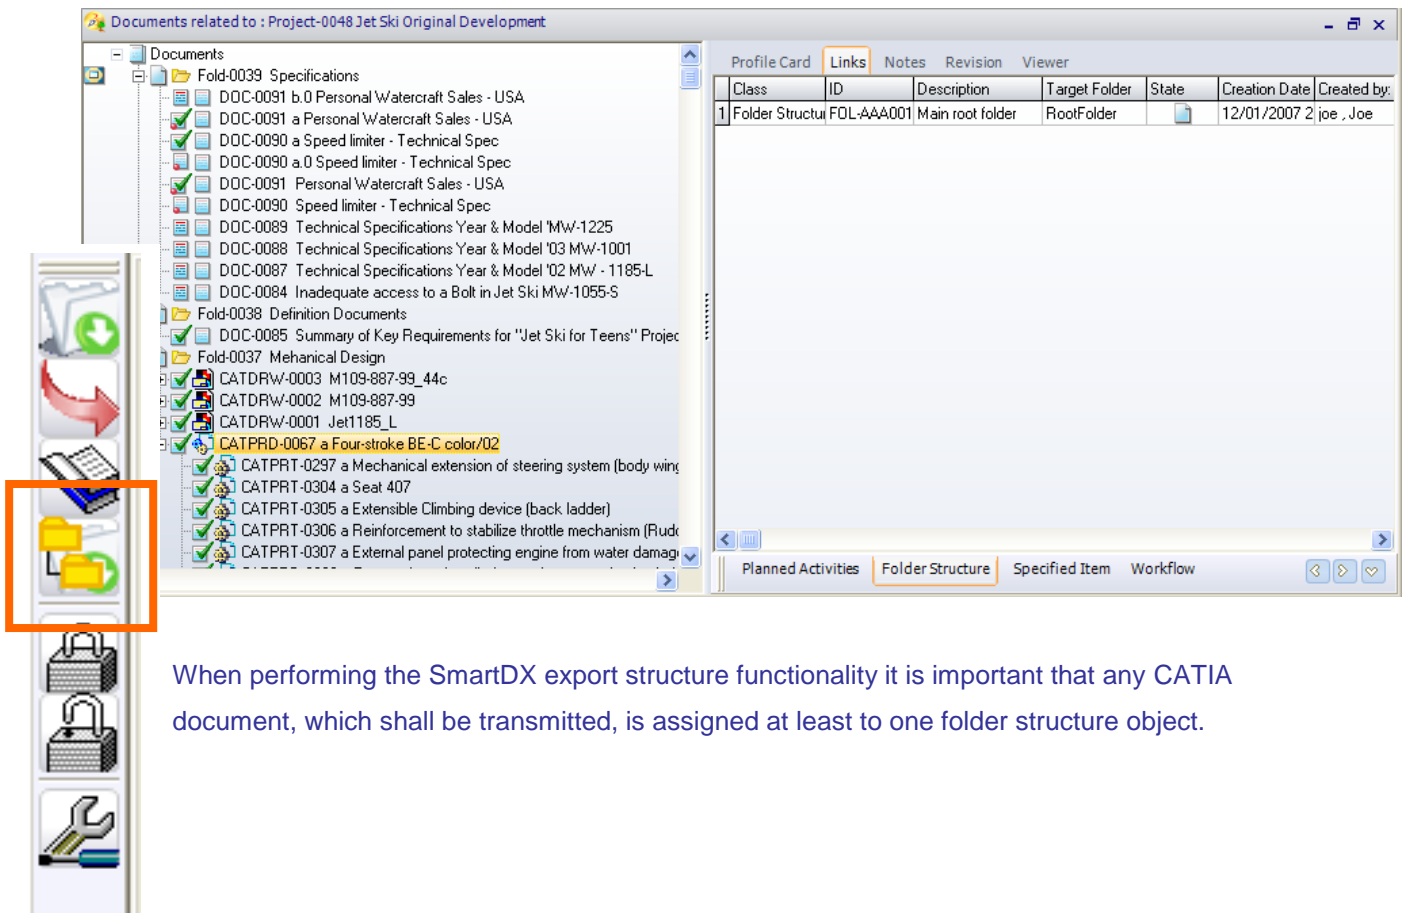 Documents related to : Project-0048 Jet Ski Original Development
Documents
Fold-0039 Specifications
DOC-0091 b.0 Personal Watercraft Sales - USA
DOC-0091 a Personal Watercraft Sales - USA
DOC-0090 a Speed limiter - Technical Spec
DOC-0090 a.0 Speed limiter - Technical Spec
DOC-0091 Personal Watercraft Sales - USA
DOC-0090 Speed limiter - Technical Spec
DOC-0089 Technical Specifications Year & Model 'MW-1225
DOC-0088 Technical Specifications Year & Model '03 MW-1001
DOC-0087 Technical Specifications Year & Model '02 MW - 1185-L
DOC-0084 Inadequate access to a Bolt in Jet Ski MW-1055-S
Fold-0038 Definition Documents
DOC-0085 Summary of Key Requirements for "Jet Ski for Teens" Projec
Fold-0037 Mehanical Design
CATDRW-0003 M109-887-99_44c
CATDRW-0002 M109-887-99
CATDRW-0001 Jet1185_L
CATPRD-0067 a Four-stroke BE-C color/02
CATPRT-0297 a Mechanical extension of steering system (body wing
CATPRT-0304 a Seat 407
CATPRT-0305 a Extensible Climbing device (back ladder)
CATPRT-0306 a Reinforcement to stabilize throttle mechanism (Rudd
CATPRT-0307 a External panel protecting engine from water damag
Profile Card Links Notes Revision Viewer
Class ID Description Target Folder State Creation Date Created by:
1 Folder Structur FOL-AAA001 Main root folder RootFolder 12/01/2007 2 joe , Joe
Planned Activities Folder Structure Specified Item Workflow
When performing the SmartDX export structure functionality it is important that any CATIA
document, which shall be transmitted, is assigned at least to one folder structure object.